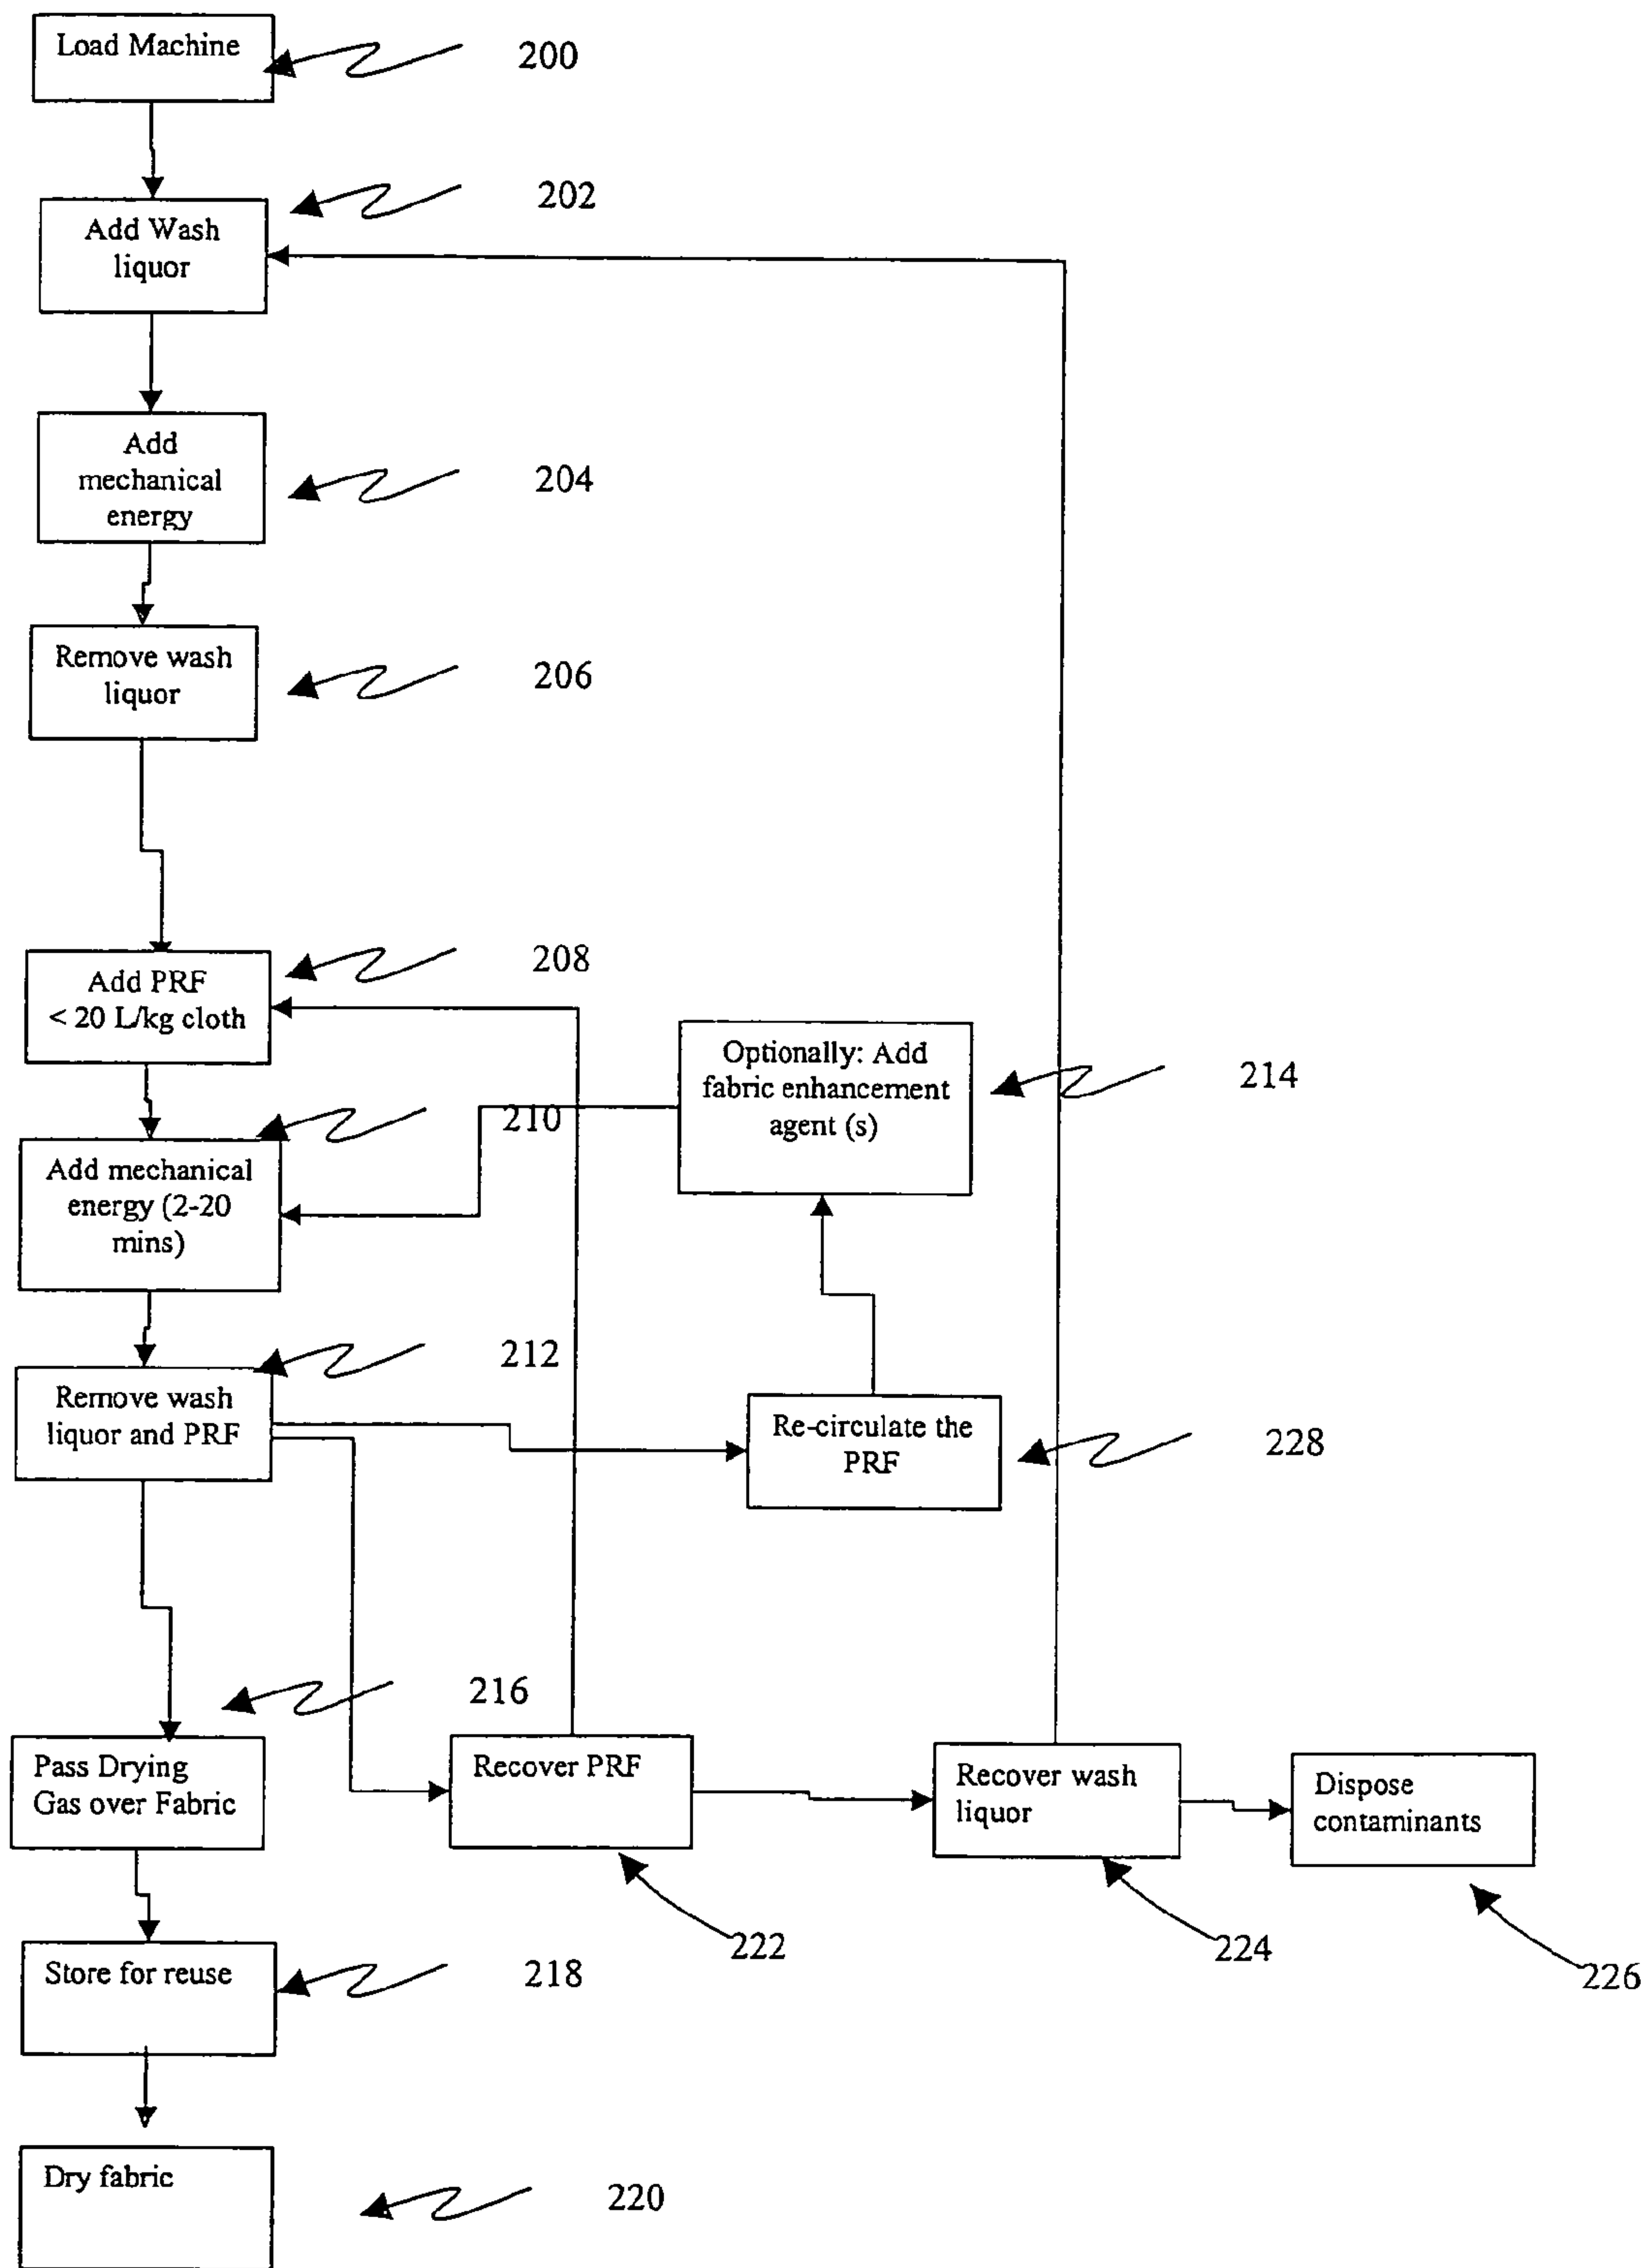 Load Machine
200
202
Add Wash
liquor
Add
mechanical
energy
204
Remove wash
liquor
206
208
Add PRF
< 20 L/kg cloth
Optionally: Add
fabric enhancement
agent (s)
214
210
Add mechanical
energy (2-20
mins)
212
Remove wash
liquor and PRF
Re-circulate the
PRF
228
216
Pass Drying
Gas over Fabric
Recover PRF
Recover wash
liquor
Dispose
contaminants
222
224
226
Store for reuse
218
Dry fabric
220